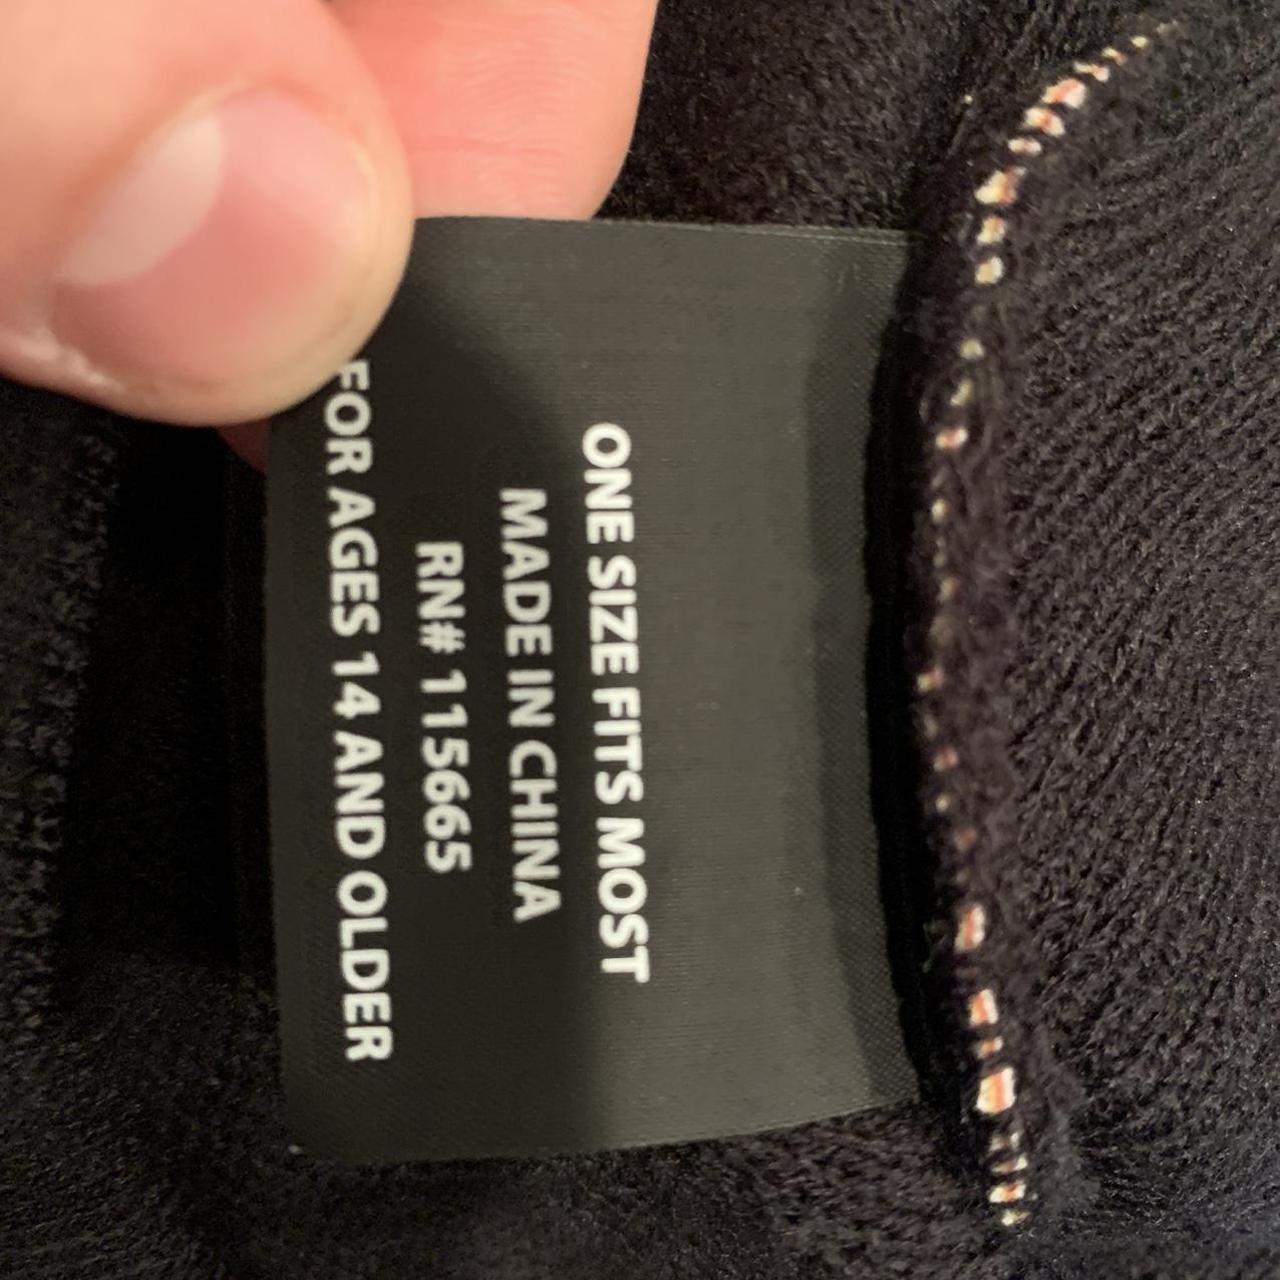 ONE SIZE FITS MOST
MADE IN CHINA
RN# 115665
FOR AGES 14 AND OLDER